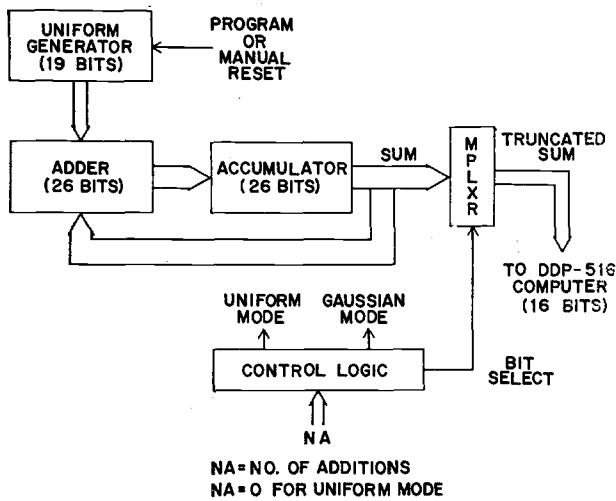 UNIFORM
GENERATOR
(19 BITS)
PROGRAM
OR
MANUAL
RESET
ADDER
(26 BITS)
ACCUMULATOR
(26 BITS)
SUM
MPLXR
TRUNCATED
SUM
TO DDP-516
COMPUTER
(16 BITS)
UNIFORM
MODE
GAUSSIAN
MODE
CONTROL LOGIC
BIT
SELECT
NA
NA=NO. OF ADDITIONS
NA=0 FOR UNIFORM MODE